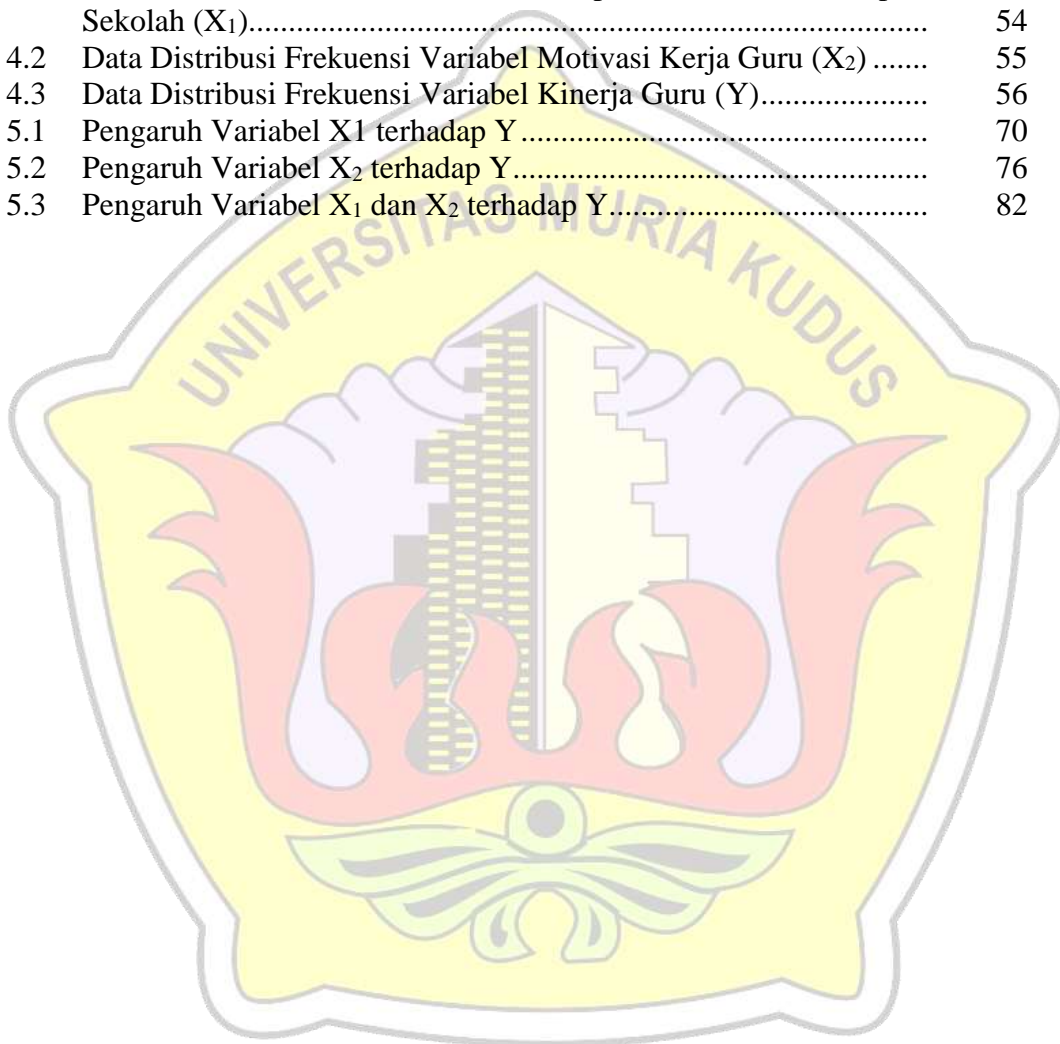 Sekolah (X₁)............................................................................. 54
4.2 Data Distribusi Frekuensi Variabel Motivasi Kerja Guru (X₂) ....... 55
4.3 Data Distribusi Frekuensi Variabel Kinerja Guru (Y)..................... 56
5.1 Pengaruh Variabel X1 terhadap Y .................................................... 70
5.2 Pengaruh Variabel X₂ terhadap Y..................................................... 76
5.3 Pengaruh Variabel X₁ dan X₂ terhadap Y........................................ 82
UNIVERSITAS MURIA KUDUS